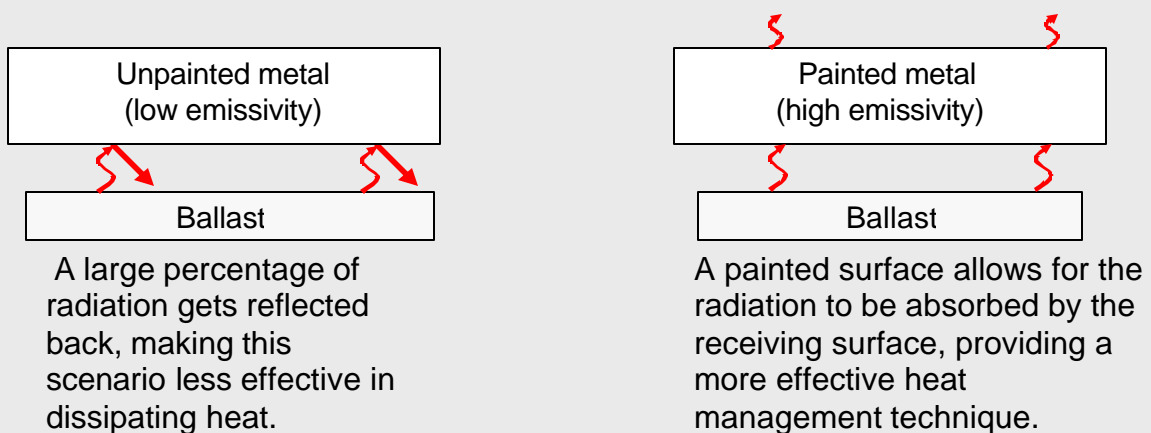 Unpainted metal
(low emissivity)
Ballast
A large percentage of
radiation gets reflected
back, making this
scenario less effective in
dissipating heat.
Painted metal
(high emissivity)
Ballast
A painted surface allows for the
radiation to be absorbed by the
receiving surface, providing a
more effective heat
management technique.